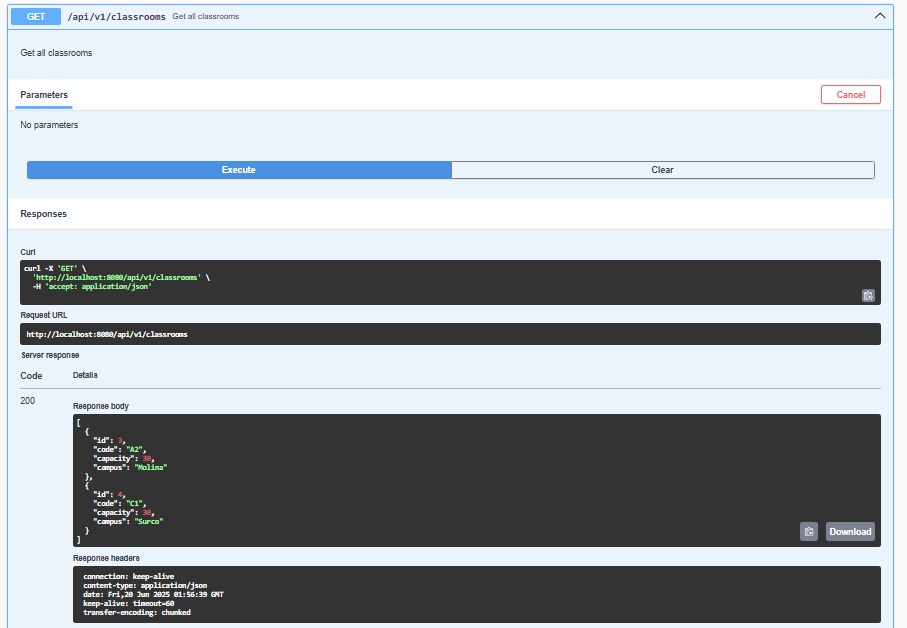 GET /api/v1/classrooms Get all classrooms
Get all classrooms
Parameters
Cancel
No parameters
Execute
Clear
Responses
Curl
curl -X 'GET' \
  'http://localhost:8080/api/v1/classrooms' \
  -H 'accept: application/json'
Request URL
http://localhost:8080/api/v1/classrooms
Server response
Code Details
200
Response body
[
  {
    "id": 3,
    "code": "A2",
    "capacity": 30,
    "campus": "Molina"
  },
  {
    "id": 4,
    "code": "C1",
    "capacity": 30,
    "campus": "Surco"
  }
]
Download
Response headers
connection: keep-alive
content-type: application/json
date: Fri,20 Jun 2025 01:56:39 GMT
keep-alive: timeout=60
transfer-encoding: chunked